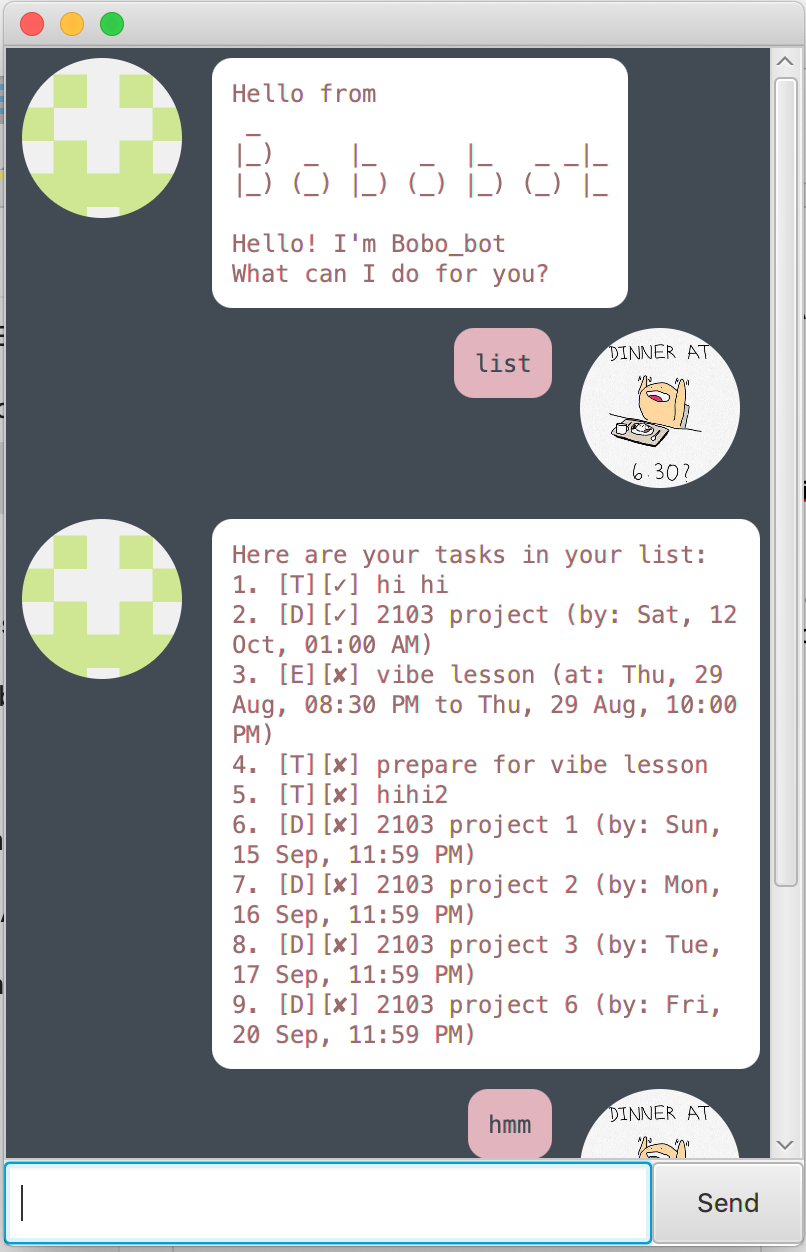 Hello from
 _
|_)  _  |_   _  |_   _ _|_
|_) (_) |_) (_) |_) (_) |_
Hello! I'm Bobo_bot
What can I do for you?
list
DINNER AT
6.30?
Here are your tasks in your list:
1. [T][✓] hi hi
2. [D][✓] 2103 project (by: Sat, 12
Oct, 01:00 AM)
3. [E][✘] vibe lesson (at: Thu, 29
Aug, 08:30 PM to Thu, 29 Aug, 10:00
PM)
4. [T][✘] prepare for vibe lesson
5. [T][✘] hihi2
6. [D][✘] 2103 project 1 (by: Sun,
15 Sep, 11:59 PM)
7. [D][✘] 2103 project 2 (by: Mon,
16 Sep, 11:59 PM)
8. [D][✘] 2103 project 3 (by: Tue,
17 Sep, 11:59 PM)
9. [D][✘] 2103 project 6 (by: Fri,
20 Sep, 11:59 PM)
hmm
DINNER AT
Send